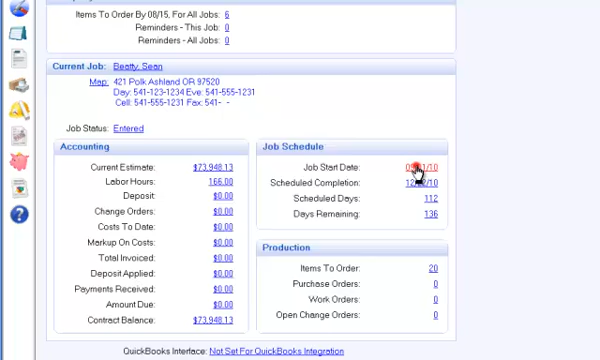 Items To Order By 08/15, For All Jobs: 6
Reminders - This Job: 0
Reminders - All Jobs: 0
Current Job: Beatty, Sean
Map: 421 Polk Ashland OR 97520
Day: 541-123-1234 Eve: 541-555-1231
Cell: 541-555-1231 Fax: 541- -
Job Status: Entered
Accounting
Current Estimate: $73,948.13
Labor Hours: 166.00
Deposit: $0.00
Change Orders: $0.00
Costs To Date: $0.00
Markup On Costs: $0.00
Total Invoiced: $0.00
Deposit Applied: $0.00
Payments Received: $0.00
Amount Due: $0.00
Contract Balance: $73,948.13
Job Schedule
Job Start Date:
Scheduled Completion:
Scheduled Days: 112
Days Remaining: 136
Production
Items To Order: 20
Purchase Orders: 0
Work Orders: 0
Open Change Orders: 0
QuickBooks Interface: Not Set For QuickBooks Integration